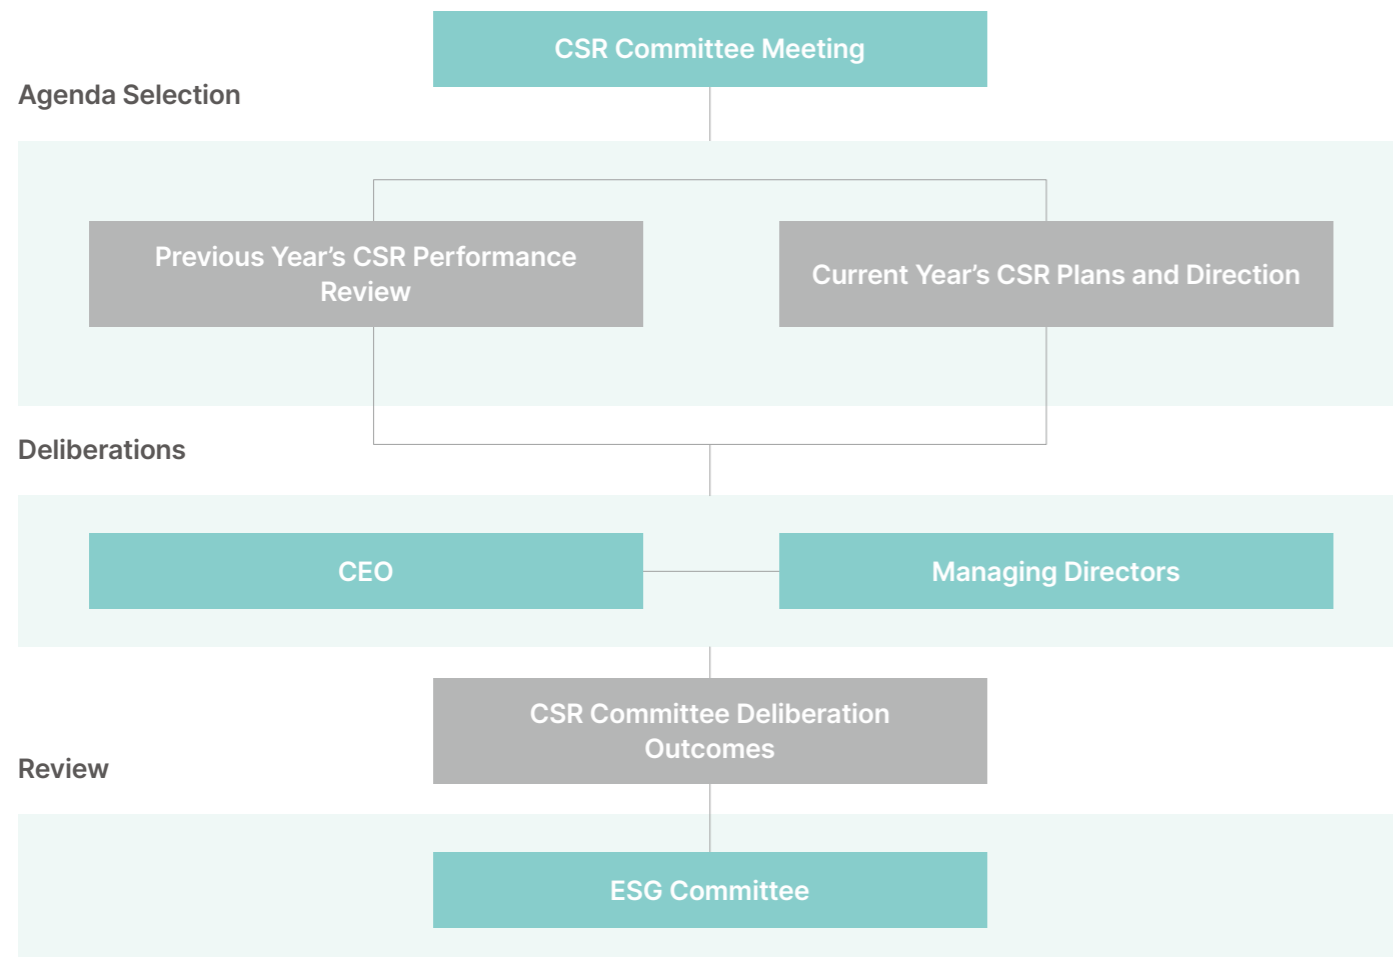 CSR Committee Meeting
Agenda Selection
Previous Year’s CSR Performance
Review
Current Year’s CSR Plans and Direction
Deliberations
CEO
Managing Directors
CSR Committee Deliberation
Outcomes
Review
ESG Committee